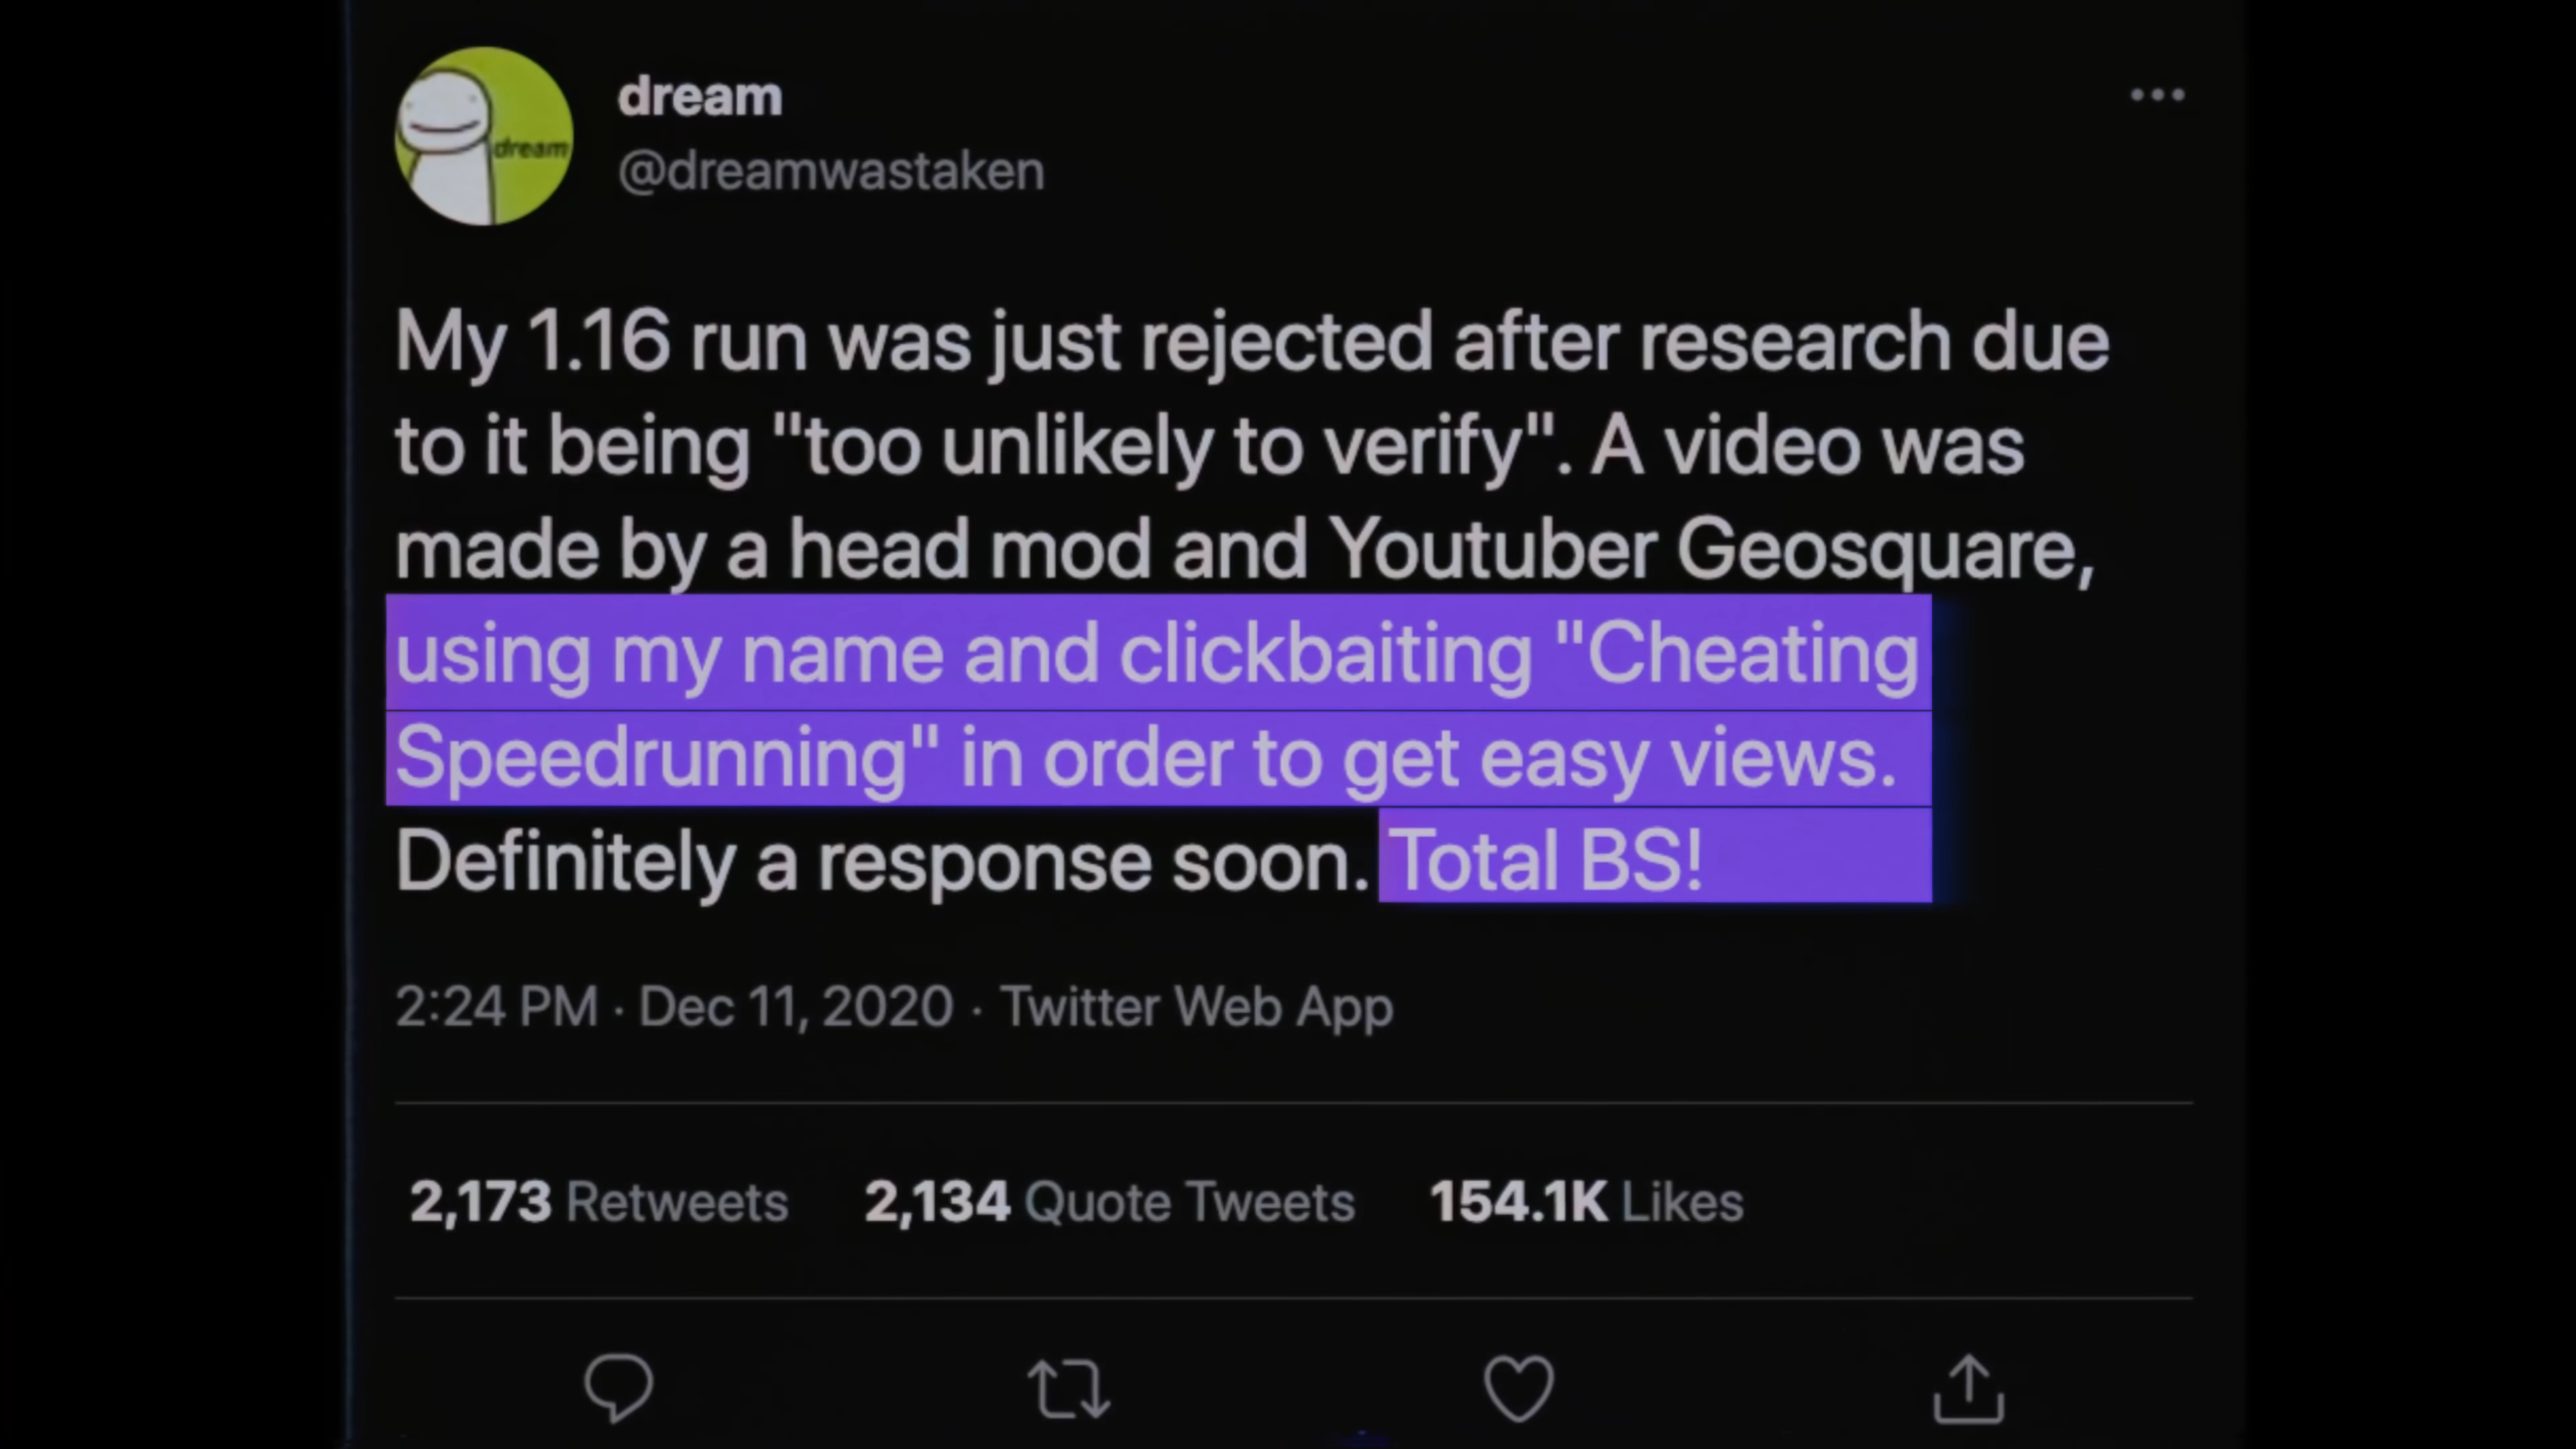 dream
@dreamwastaken
dream
My 1.16 run was just rejected after research due
to it being "too unlikely to verify". A video was
made by a head mod and Youtuber Geosquare,
using my name and clickbaiting "Cheating
Speedrunning" in order to get easy views.
Definitely a response soon. Total BS!
2:24 PM · Dec 11, 2020 · Twitter Web App
2,173 Retweets 2,134 Quote Tweets 154.1K Likes